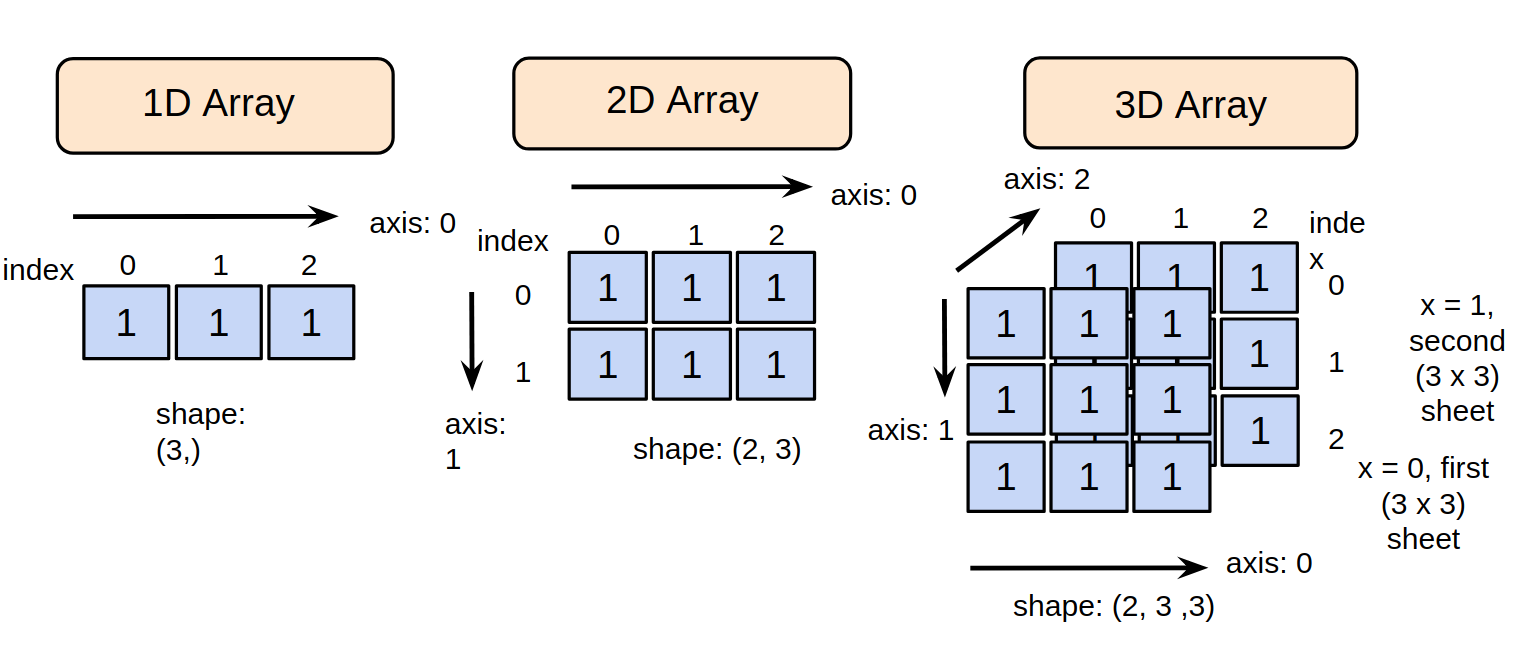 1D Array
axis: 0
index
0 1 2
1 1 1
shape:
(3,)
2D Array
axis: 0
index
0 1 2
0
1 1 1
1
1 1 1
axis:
1
shape: (2, 3)
3D Array
axis: 2
0 1 2
inde
x
1 1 1
0
1 1 1
1
1
1 1 1
1
2
1 1 1
axis: 1
x = 1,
second
(3 x 3)
sheet
x = 0, first
(3 x 3)
sheet
axis: 0
shape: (2, 3 ,3)